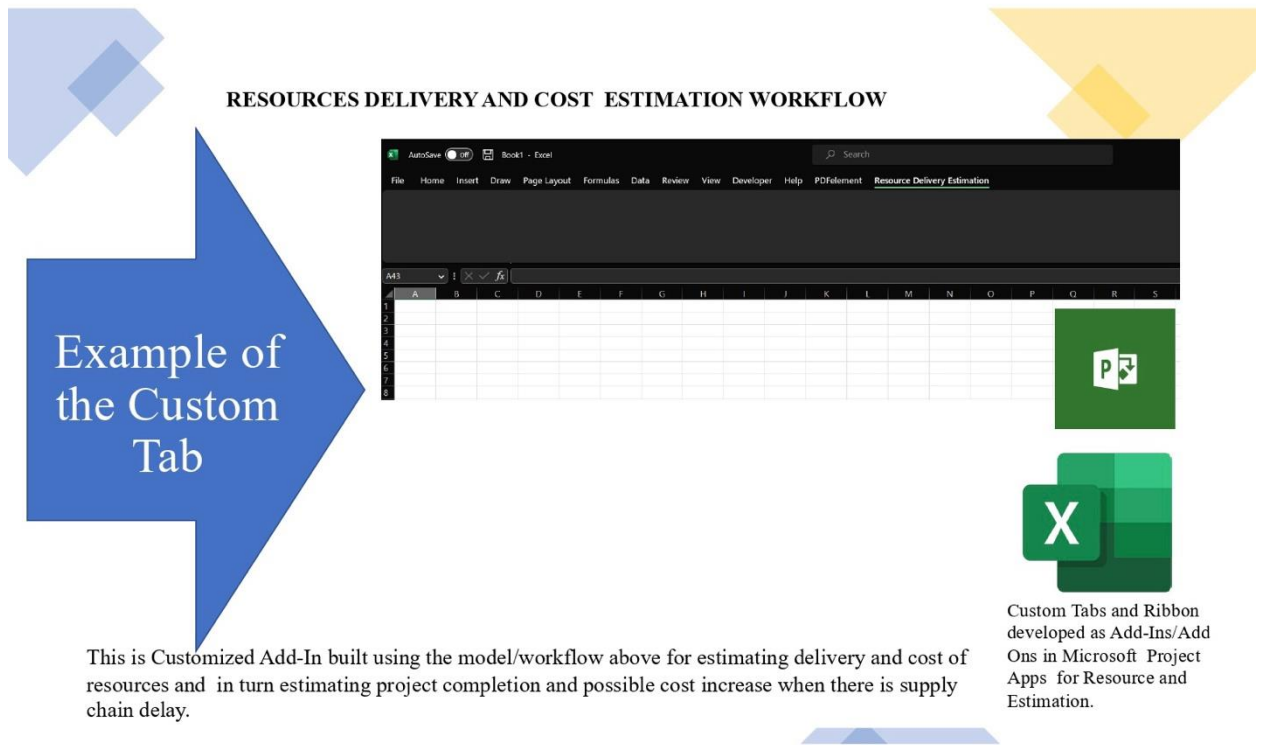 RESOURCES DELIVERY AND COST ESTIMATION WORKFLOW
AutoSave Off Book1 - Excel Search
File Home Insert Draw Page Layout Formulas Data Review View Developer Help PDFelement Resource Delivery Estimation
A43 fx
A B C D E F G H I J K L M N O P Q R S
1
2
3
4
5
6
7
8
Example of
the Custom
Tab
P
X
Custom Tabs and Ribbon
developed as Add-Ins/Add
Ons in Microsoft Project
Apps for Resource and
Estimation.
This is Customized Add-In built using the model/workflow above for estimating delivery and cost of
resources and in turn estimating project completion and possible cost increase when there is supply
chain delay.